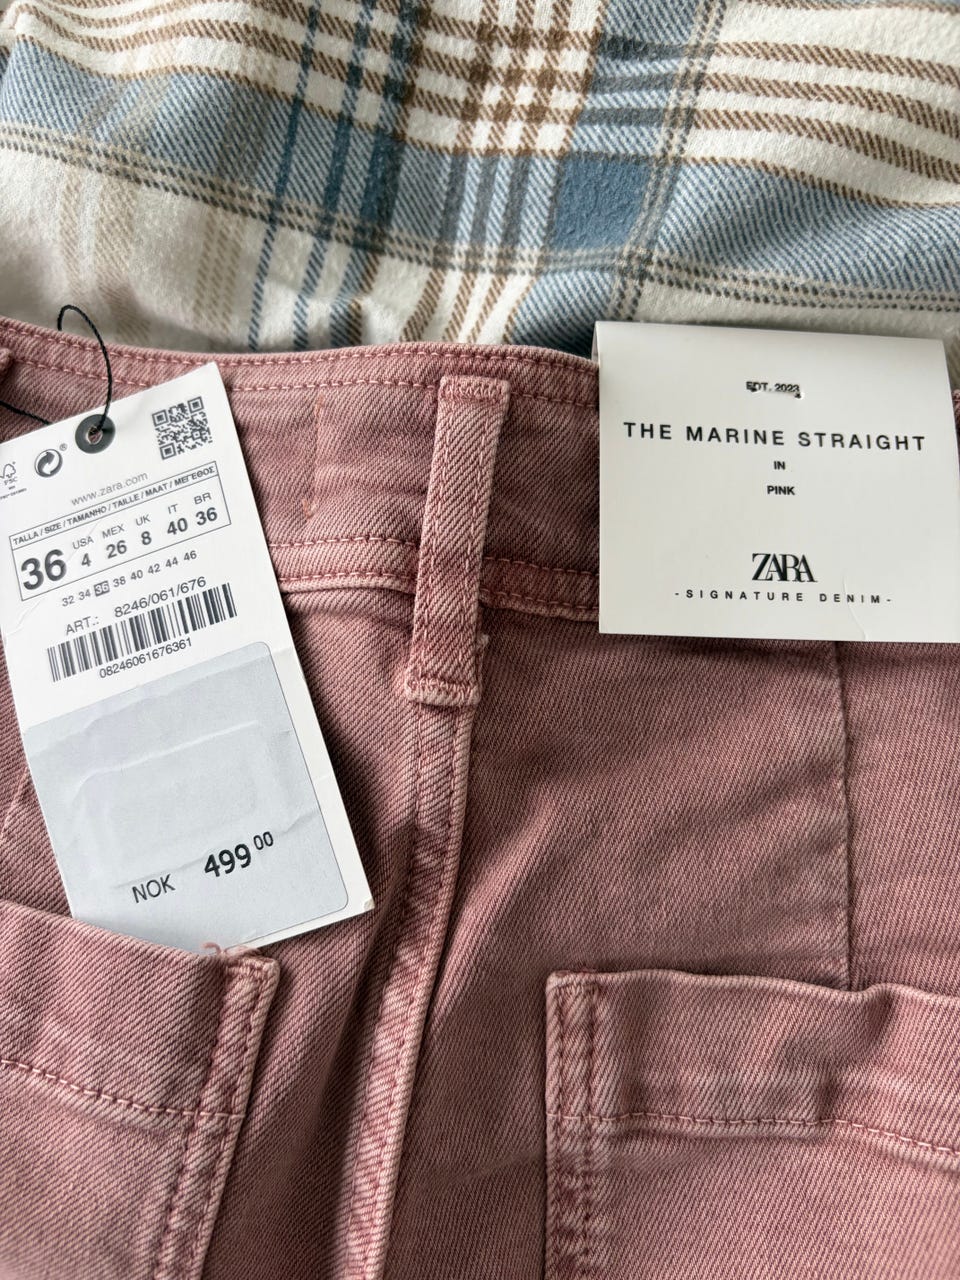 FSC
www.zara.com
TALLA / SIZE / TAMANHO / TAILLE / MAAT / ΜΕΓΕΘΟΣ
36 USA 4 MEX 26 UK 8 IT 40 BR 36
32 34 36 38 40 42 44 46
ART.: 8246/061/676
08246061676361
NOK 499 00
EDT. 2023
THE MARINE STRAIGHT
IN
PINK
ZARA
- SIGNATURE DENIM -